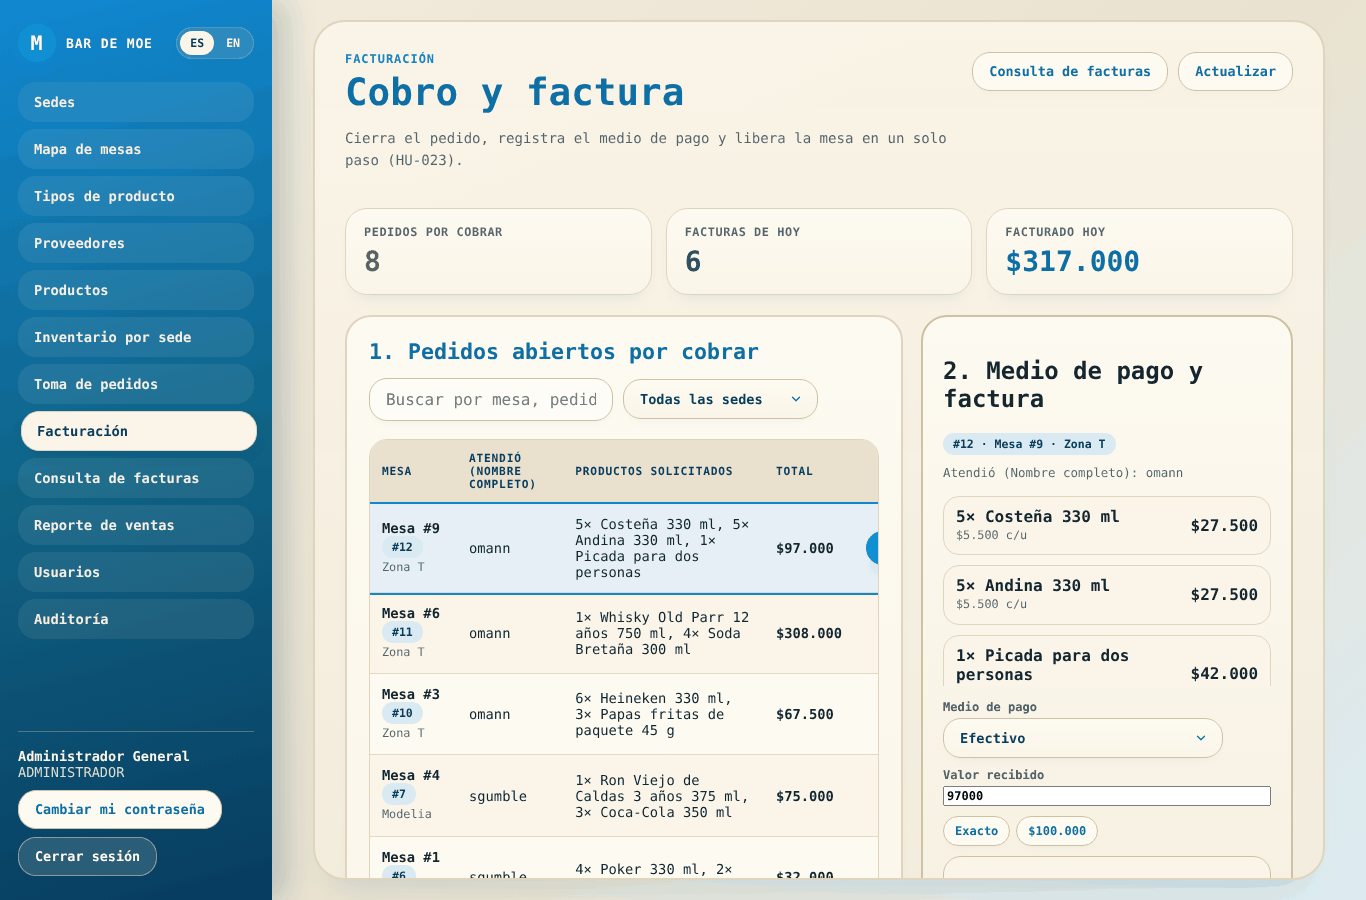 M BAR DE MOE ES EN
Sedes
Mapa de mesas
Tipos de producto
Proveedores
Productos
Inventario por sede
Toma de pedidos
Facturación
Consulta de facturas
Reporte de ventas
Usuarios
Auditoría
Administrador General
ADMINISTRADOR
Cambiar mi contraseña
Cerrar sesión
FACTURACIÓN
Cobro y factura
Cierra el pedido, registra el medio de pago y libera la mesa en un solo
paso (HU-023).
Consulta de facturas
Actualizar
PEDIDOS POR COBRAR
8
FACTURAS DE HOY
6
FACTURADO HOY
$317.000
1. Pedidos abiertos por cobrar
Buscar por mesa, pedid
Todas las sedes
MESA
ATENDIÓ
(NOMBRE
COMPLETO)
PRODUCTOS SOLICITADOS
TOTAL
Mesa #9
#12
Zona T
omann
5× Costeña 330 ml, 5×
Andina 330 ml, 1×
Picada para dos
personas
$97.000
Mesa #6
#11
Zona T
omann
1× Whisky Old Parr 12
años 750 ml, 4× Soda
Bretaña 300 ml
$308.000
Mesa #3
#10
Zona T
omann
6× Heineken 330 ml,
3× Papas fritas de
paquete 45 g
$67.500
Mesa #4
#7
Modelia
sgumble
1× Ron Viejo de
Caldas 3 años 375 ml,
3× Coca-Cola 350 ml
$75.000
Mesa #1
#6
sgumble
4× Poker 330 ml, 2×
$32.000
2. Medio de pago y
factura
#12 · Mesa #9 · Zona T
Atendió (Nombre completo): omann
5× Costeña 330 ml
$5.500 c/u
$27.500
5× Andina 330 ml
$5.500 c/u
$27.500
1× Picada para dos
personas
$42.000
Medio de pago
Efectivo
Valor recibido
97000
Exacto
$100.000